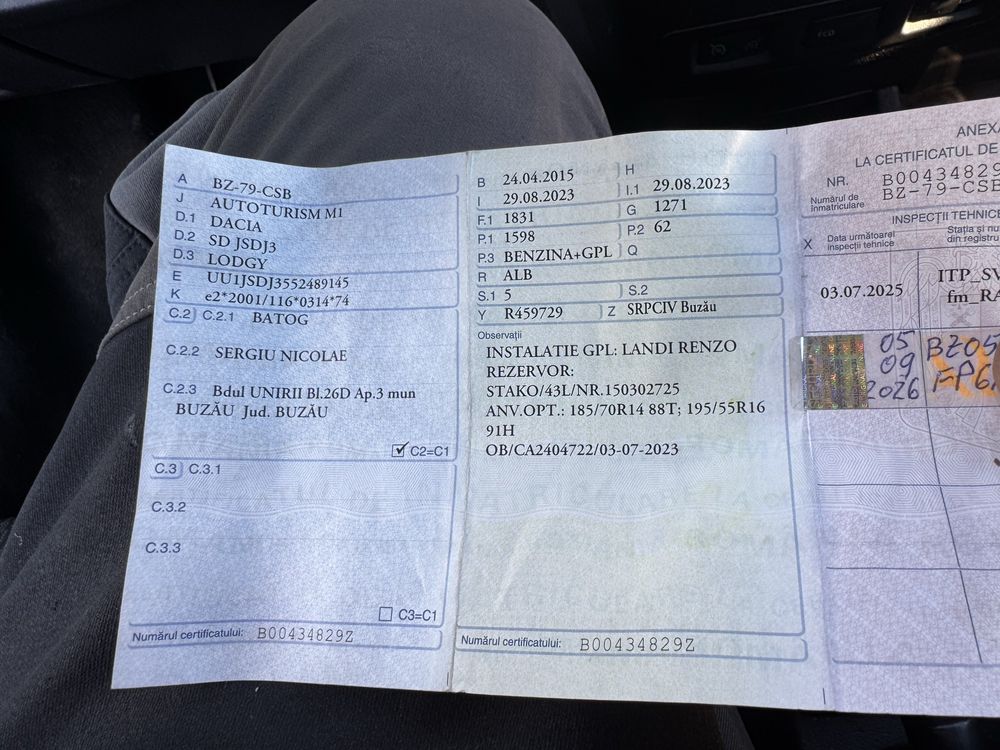 A BZ-79-CSB
J AUTOTURISM M1
D.1 DACIA
D.2 SD JSDJ3
D.3 LODGY
E UU1JSDJ3552489145
K e2*2001/116*0314*74
C.2 C.2.1 BATOG
C.2.2 SERGIU NICOLAE
C.2.3 Bdul UNIRII Bl.26D Ap.3 mun
BUZĂU Jud. BUZĂU
C2=C1
C.3 C.3.1
C.3.2
C.3.3
C3=C1
Numărul certificatului: B00434829Z
B 24.04.2015 H
I 29.08.2023 I.1 29.08.2023
F.1 1831 G 1271
P.1 1598 P.2 62
P.3 BENZINA+GPL Q
R ALB
S.1 5 S.2
Y R459729 Z SRPCIV Buzău
Observații
INSTALATIE GPL: LANDI RENZO
REZERVOR:
STAKO/43L/NR.150302725
ANV.OPT.: 185/70R14 88T; 195/55R16
91H
OB/CA2404722/03-07-2023
Numărul certificatului: B00434829Z
ANEXA
LA CERTIFICATUL DE
NR. B00434829
Numărul de
înmatriculare BZ-79-CSB
INSPECȚII TEHNICE
X Data următoarei
inspecții tehnice
Stația și nu
din registru
03.07.2025 ITP_SV
fm_RA
05
09
2026